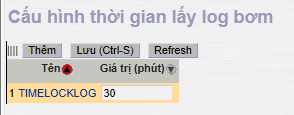 Cấu hình thời gian lấy log bơm
Thêm Lưu (Ctrl-S) Refresh
Tên Giá trị (phút)
1 TIMELOCKLOG 30